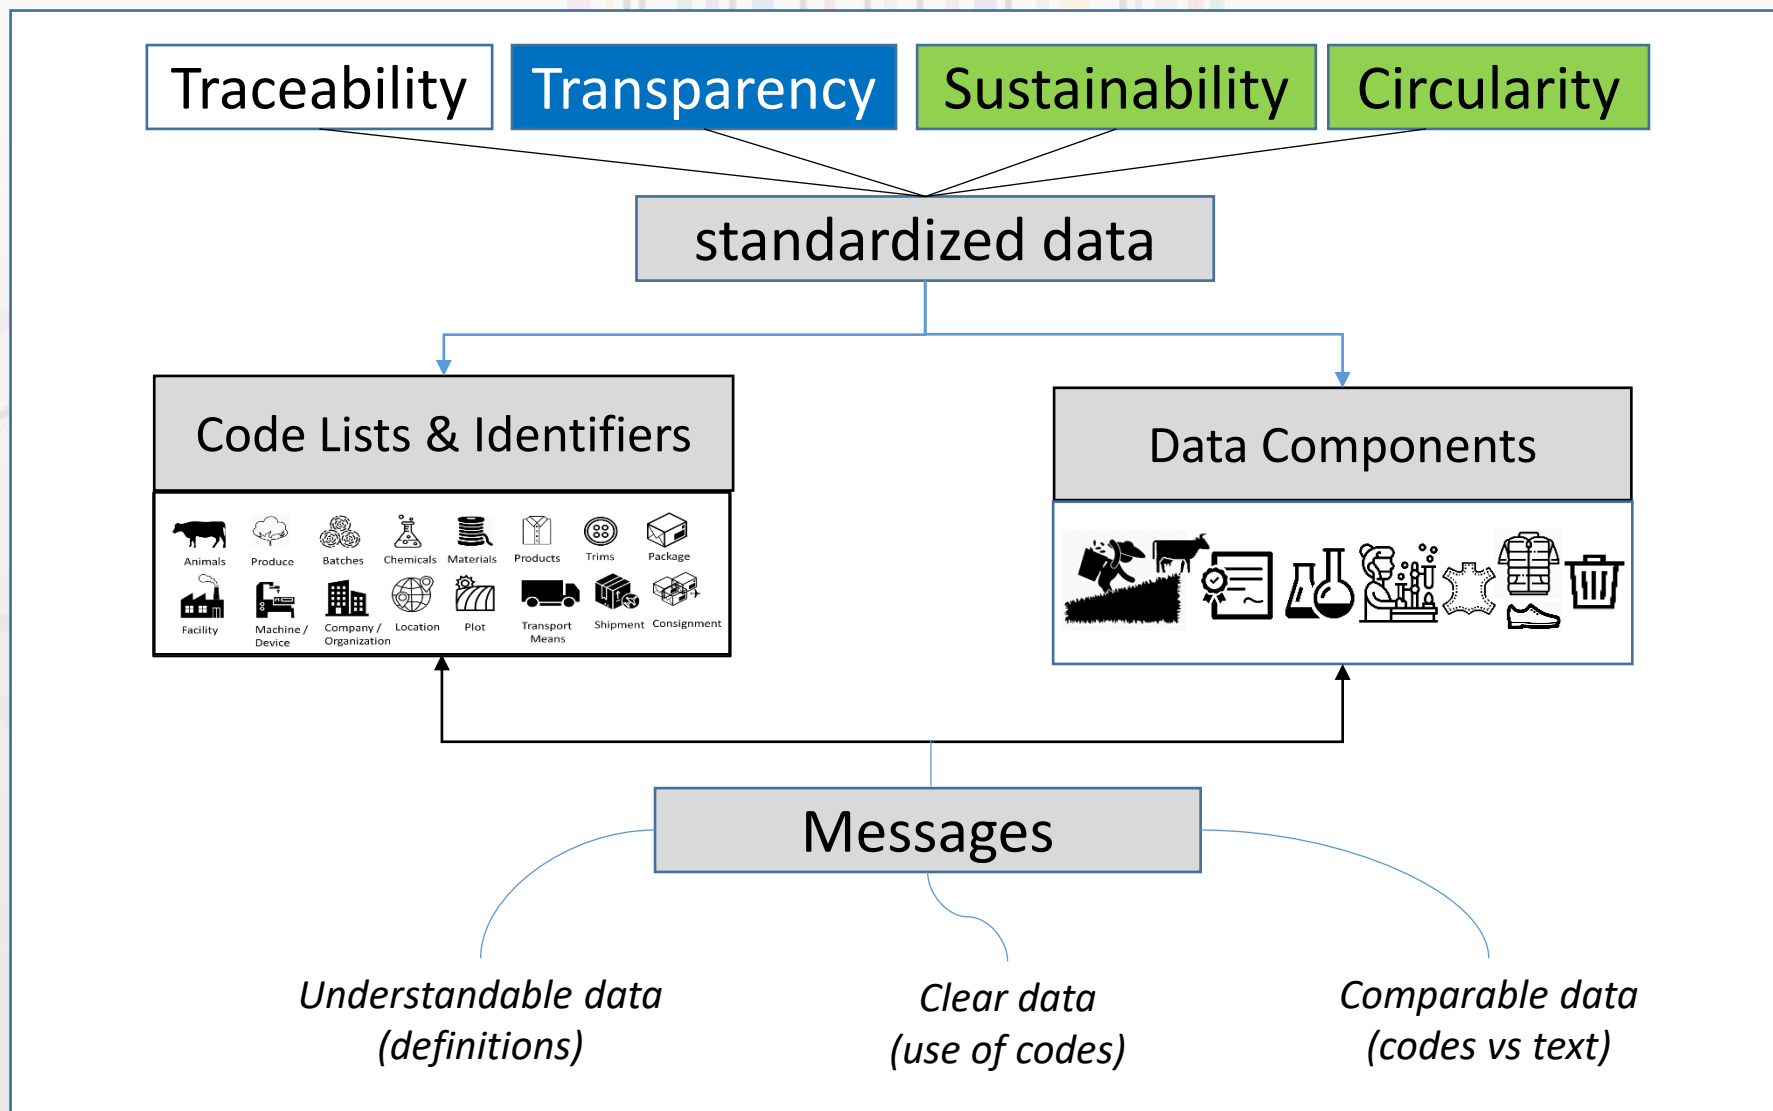 Traceability
Transparency
Sustainability
Circularity
standardized data
Code Lists & Identifiers
Data Components
Animals
Produce
Batches
Chemicals
Materials
Products
Trims
Package
Facility
Machine /
Device
Company /
Organization
Location
Plot
Transport
Means
Shipment
Consignment
Messages
Understandable data
(definitions)
Clear data
(use of codes)
Comparable data
(codes vs text)